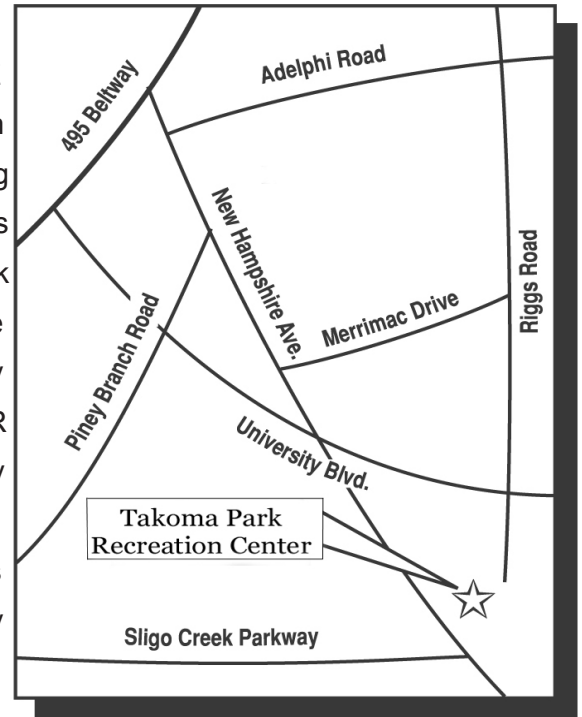 495 Beltway
Adelphi Road
New Hampshire Ave.
Riggs Road
Merrimac Drive
Piney Branch Road
University Blvd.
Takoma Park
Recreation Center
Sligo Creek Parkway